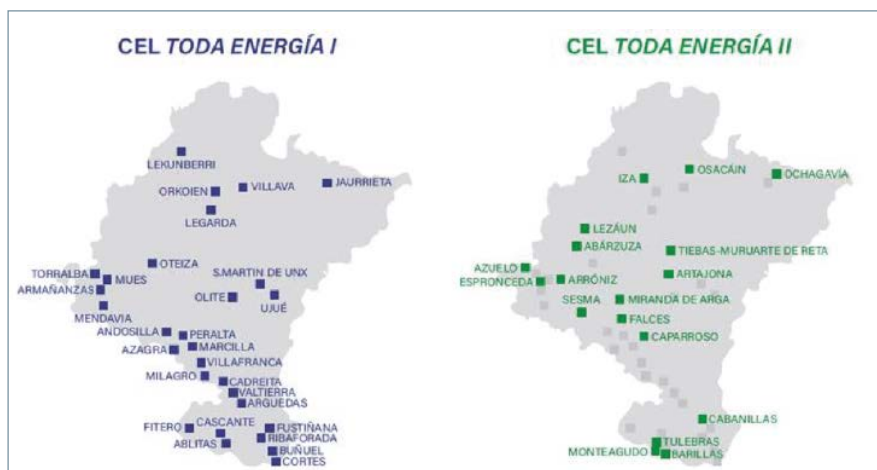 CEL TODA ENERGÍA I
LEKUNBERRI
ORKOIEN
VILLAVA
JAURRIETA
LEGARDA
OTEIZA
TORRALBA
MUES
S.MARTIN DE UNX
ARMAÑANZAS
OLITE
UJUÉ
MENDAVIA
ANDOSILLA
PERALTA
AZAGRA
MARCILLA
VILLAFRANCA
MILAGRO
CADREITA
VALTIERRA
ARGUEDAS
FITERO
CASCANTE
FUSTIÑANA
ABLITAS
RIBAFORADA
BUÑUEL
CORTES
CEL TODA ENERGÍA II
OSACÁIN
IZA
OCHAGAVÍA
LEZÁUN
ABÁRZUZA
TIEBAS-MURUARTE DE RETA
AZUELO
ESPRONCEDA
ARRÓNIZ
ARTAJONA
SESMA
MIRANDA DE ARGA
FALCES
CAPARROSO
CABANILLAS
TULEBRAS
MONTEAGUDO
BARILLAS